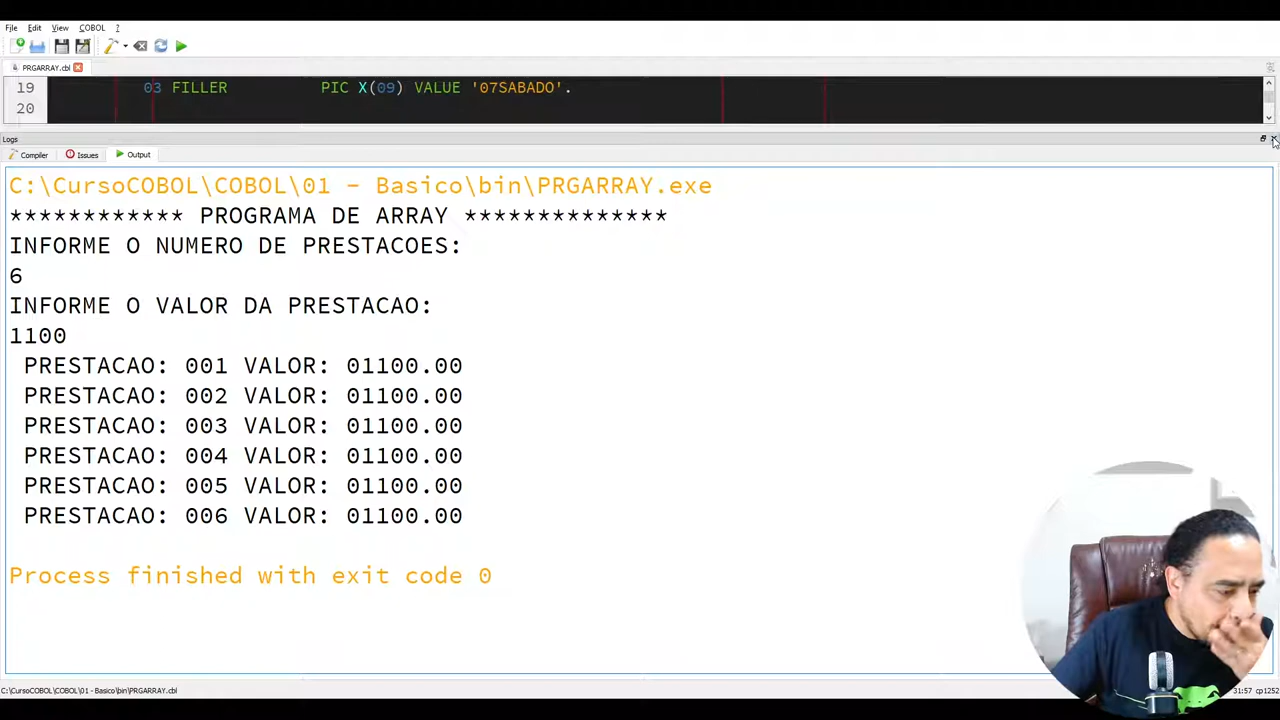 File Edit View COBOL ?
PRGARRAY.cbl
19 03 FILLER PIC X(09) VALUE '07SABADO'.
20
Logs
Compiler Issues Output
C:\CursoCOBOL\COBOL\01 - Basico\bin\PRGARRAY.exe
************ PROGRAMA DE ARRAY **************
INFORME O NUMERO DE PRESTACOES:
6
INFORME O VALOR DA PRESTACAO:
1100
PRESTACAO: 001 VALOR: 01100.00
PRESTACAO: 002 VALOR: 01100.00
PRESTACAO: 003 VALOR: 01100.00
PRESTACAO: 004 VALOR: 01100.00
PRESTACAO: 005 VALOR: 01100.00
PRESTACAO: 006 VALOR: 01100.00
Process finished with exit code 0
C:\CursoCOBOL\COBOL\01 - Basico\bin\PRGARRAY.cbl 31:57 cp1252